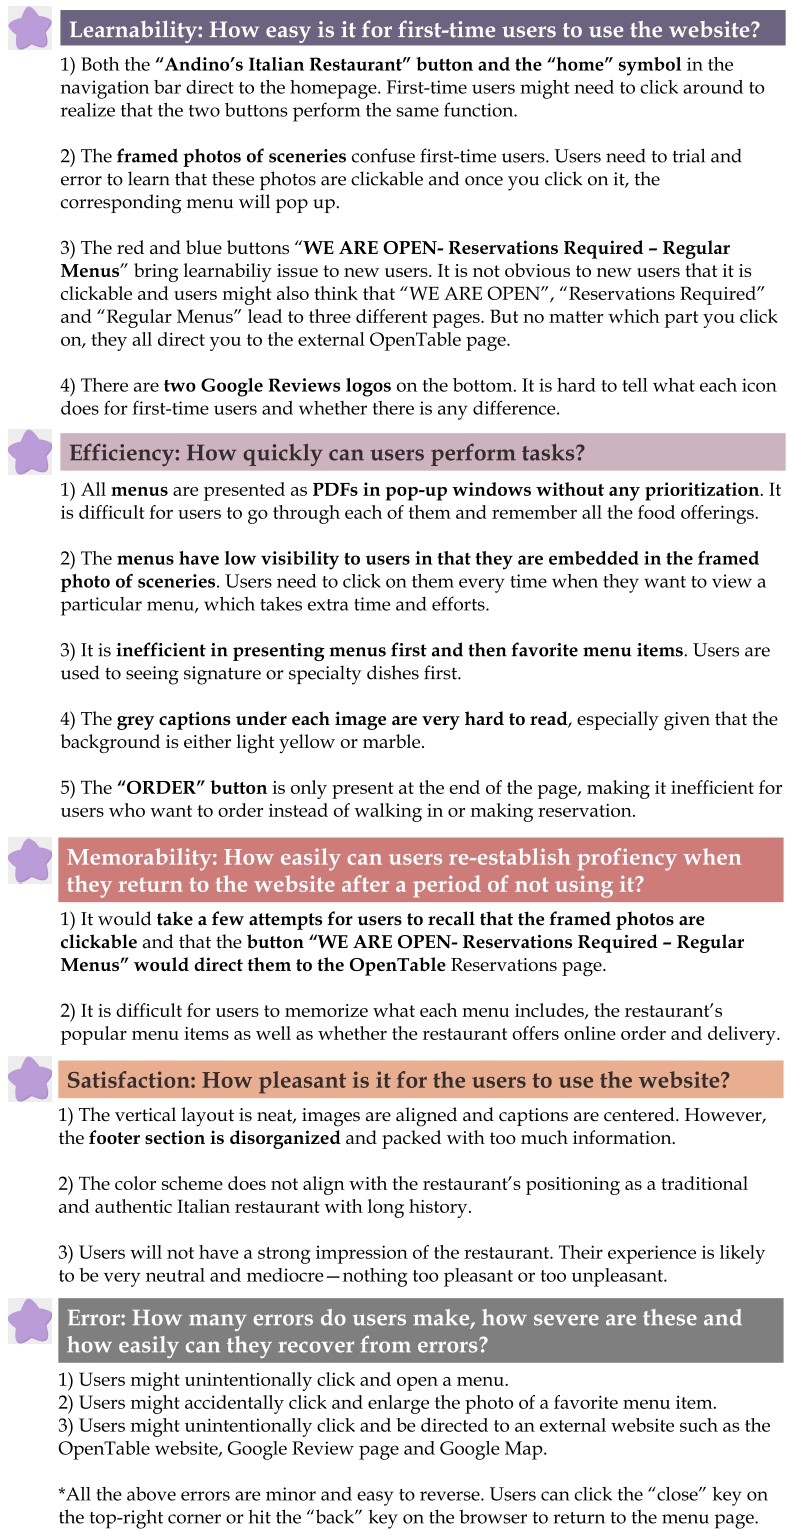 Learnability: How easy is it for first-time users to use the website?
1) Both the “Andino’s Italian Restaurant” button and the “home” symbol in the
navigation bar direct to the homepage. First-time users might need to click around to
realize that the two buttons perform the same function.
2) The framed photos of sceneries confuse first-time users. Users need to trial and
error to learn that these photos are clickable and once you click on it, the
corresponding menu will pop up.
3) The red and blue buttons “WE ARE OPEN- Reservations Required – Regular
Menus” bring learnabiliy issue to new users. It is not obvious to new users that it is
clickable and users might also think that “WE ARE OPEN”, “Reservations Required”
and “Regular Menus” lead to three different pages. But no matter which part you click
on, they all direct you to the external OpenTable page.
4) There are two Google Reviews logos on the bottom. It is hard to tell what each icon
does for first-time users and whether there is any difference.
Efficiency: How quickly can users perform tasks?
1) All menus are presented as PDFs in pop-up windows without any prioritization. It
is difficult for users to go through each of them and remember all the food offerings.
2) The menus have low visibility to users in that they are embedded in the framed
photo of sceneries. Users need to click on them every time when they want to view a
particular menu, which takes extra time and efforts.
3) It is inefficient in presenting menus first and then favorite menu items. Users are
used to seeing signature or specialty dishes first.
4) The grey captions under each image are very hard to read, especially given that the
background is either light yellow or marble.
5) The “ORDER” button is only present at the end of the page, making it inefficient for
users who want to order instead of walking in or making reservation.
Memorability: How easily can users re-establish profiency when
they return to the website after a period of not using it?
1) It would take a few attempts for users to recall that the framed photos are
clickable and that the button “WE ARE OPEN- Reservations Required – Regular
Menus” would direct them to the OpenTable Reservations page.
2) It is difficult for users to memorize what each menu includes, the restaurant’s
popular menu items as well as whether the restaurant offers online order and delivery.
Satisfaction: How pleasant is it for the users to use the website?
1) The vertical layout is neat, images are aligned and captions are centered. However,
the footer section is disorganized and packed with too much information.
2) The color scheme does not align with the restaurant’s positioning as a traditional
and authentic Italian restaurant with long history.
3) Users will not have a strong impression of the restaurant. Their experience is likely
to be very neutral and mediocre—nothing too pleasant or too unpleasant.
Error: How many errors do users make, how severe are these and
how easily can they recover from errors?
1) Users might unintentionally click and open a menu.
2) Users might accidentally click and enlarge the photo of a favorite menu item.
3) Users might unintentionally click and be directed to an external website such as the
OpenTable website, Google Review page and Google Map.
*All the above errors are minor and easy to reverse. Users can click the “close” key on
the top-right corner or hit the “back” key on the browser to return to the menu page.